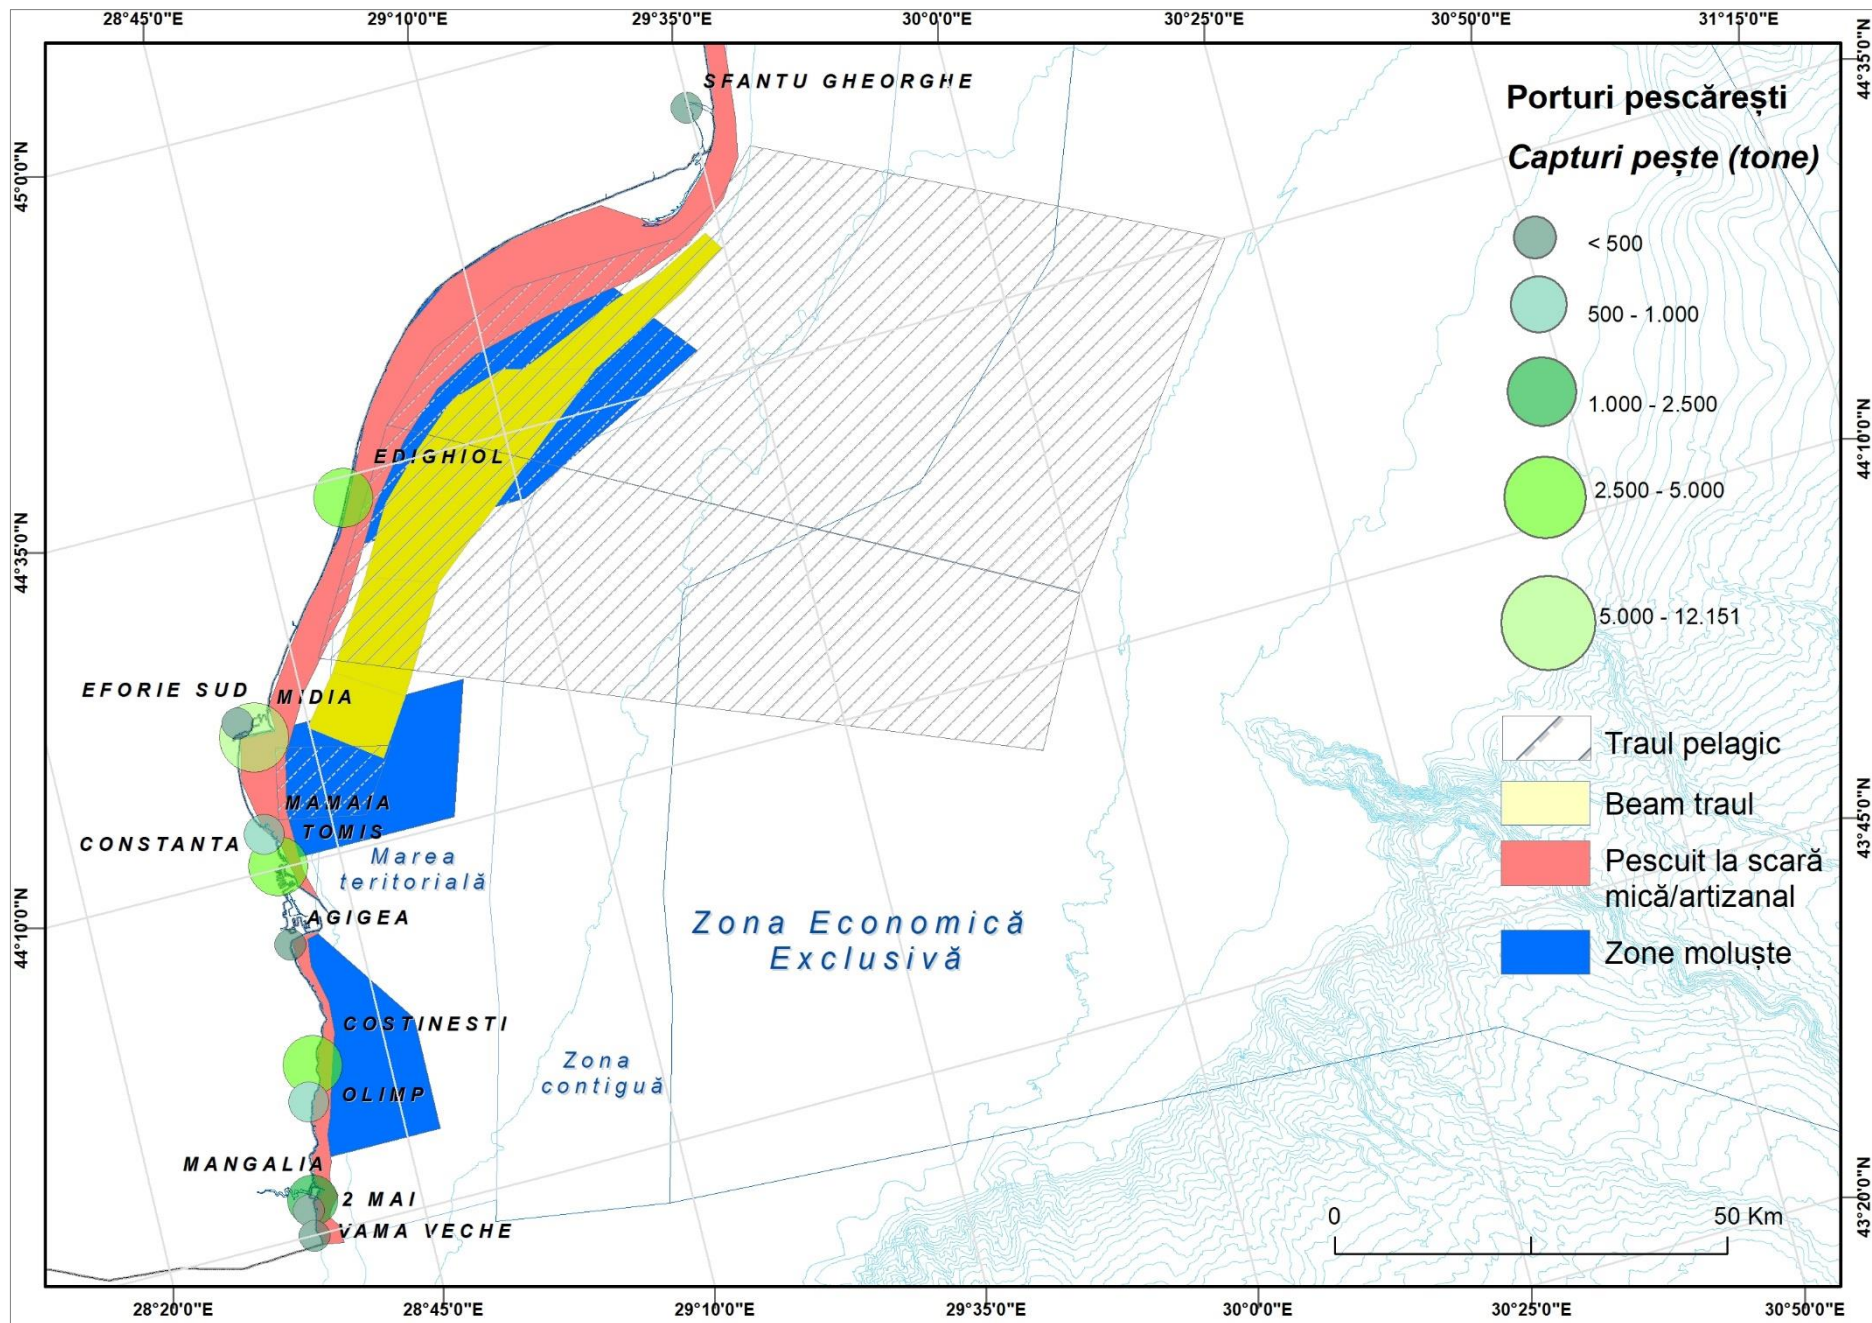 28°45'0"E
29°10'0"E
29°35'0"E
30°0'0"E
30°25'0"E
30°50'0"E
31°15'0"E
45°0'0"N
44°35'0"N
44°10'0"N
44°35'0"N
44°10'0"N
43°45'0"N
43°20'0"N
SFANTU GHEORGHE
EDIGHIOL
EFORIE SUD
MIDIA
MAMAIA
TOMIS
CONSTANTA
Marea
teritorială
AGIGEA
Zona Economică
Exclusivă
COSTINESTI
Zona
contiguă
OLIMP
MANGALIA
2 MAI
VAMA VECHE
Porturi pescărești
Capturi pește (tone)
< 500
500 - 1.000
1.000 - 2.500
2.500 - 5.000
5.000 - 12.151
Traul pelagic
Beam traul
Pescuit la scară
mică/artizanal
Zone moluște
0
50 Km
28°20'0"E
28°45'0"E
29°10'0"E
29°35'0"E
30°0'0"E
30°25'0"E
30°50'0"E